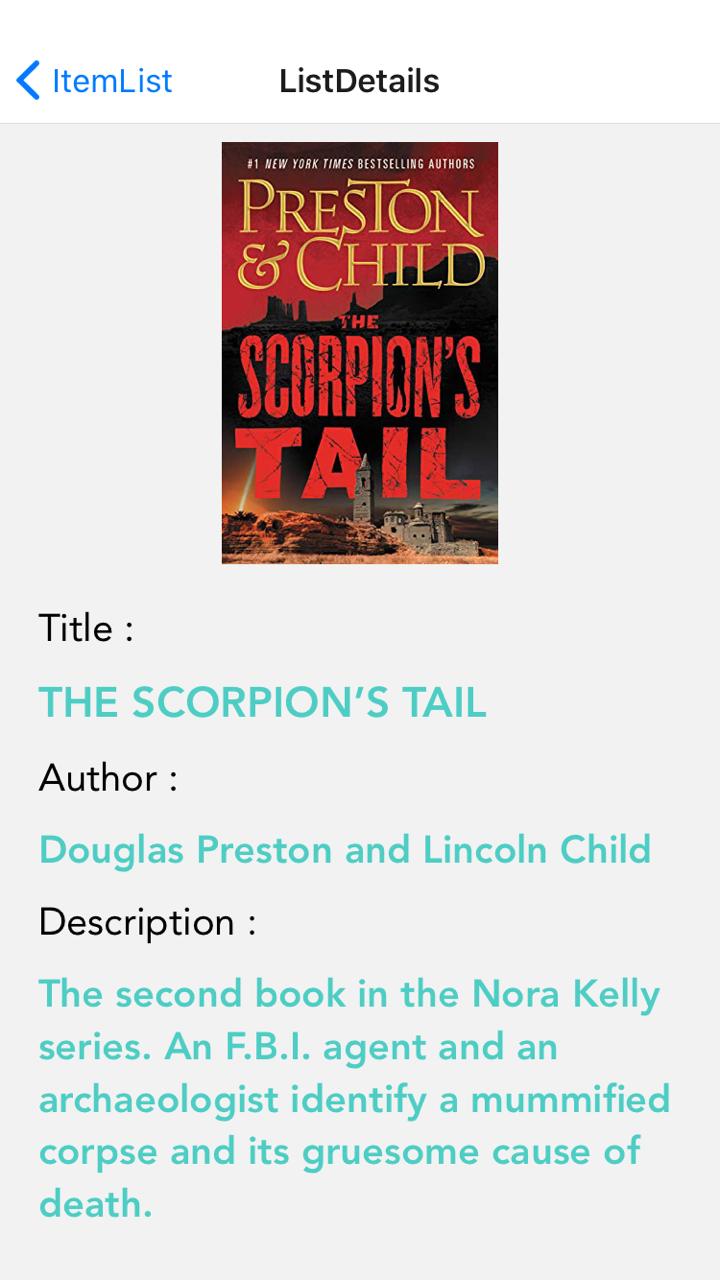 ItemList
ListDetails
#1 NEW YORK TIMES BESTSELLING AUTHORS
PRESTON
& CHILD
THE
SCORPION'S
TAIL
Title :
THE SCORPION’S TAIL
Author :
Douglas Preston and Lincoln Child
Description :
The second book in the Nora Kelly
series. An F.B.I. agent and an
archaeologist identify a mummified
corpse and its gruesome cause of
death.